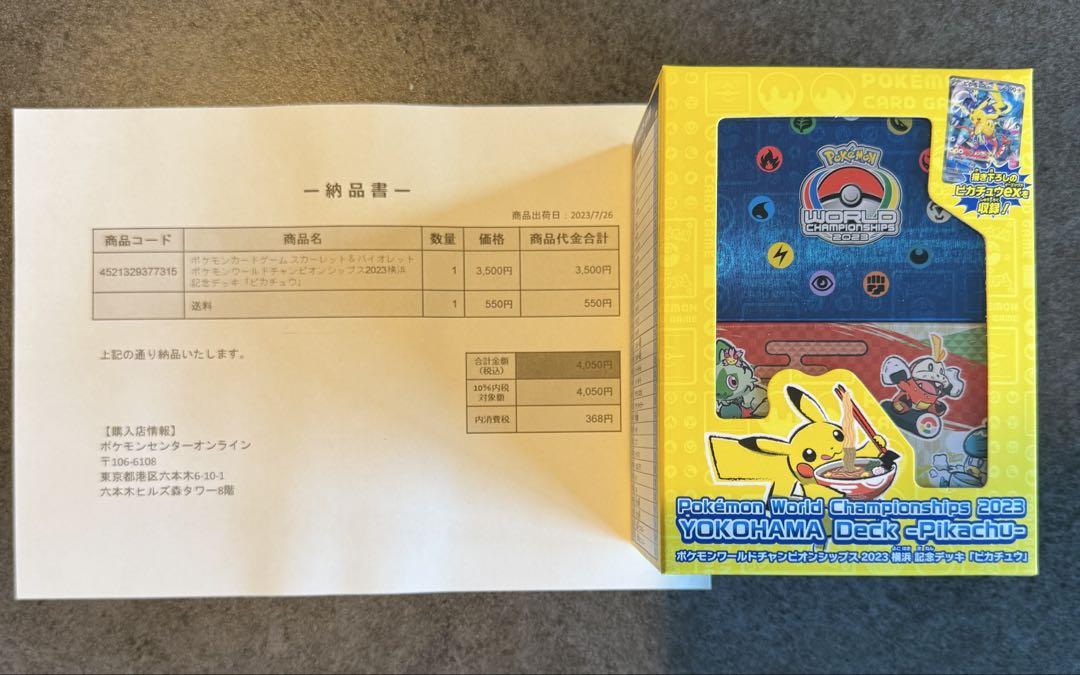 —納品書—
商品出荷日：2023/7/26
商品コード 商品名 数量 価格 商品代金合計
4521329377315 ポケモンカードゲーム スカーレット＆バイオレット
ポケモンワールドチャンピオンシップス2023横浜
記念デッキ「ピカチュウ」 1 3,500円 3,500円
送料 1 550円 550円
上記の通り納品いたします。
合計金額
(税込) 4,050円
10%内税
対象額 4,050円
内消費税 368円
【購入店情報】
ポケモンセンターオンライン
〒106-6108
東京都港区六本木6-10-1
六本木ヒルズ森タワー8階
POKÉMON
CARD GAME
描き下ろしの
ピカチュウexを
収録！
Pokémon
WORLD
CHAMPIONSHIPS
2023
Pokémon World Championships 2023
YOKOHAMA Deck -Pikachu-
ポケモンワールドチャンピオンシップス2023 横浜 記念デッキ「ピカチュウ」